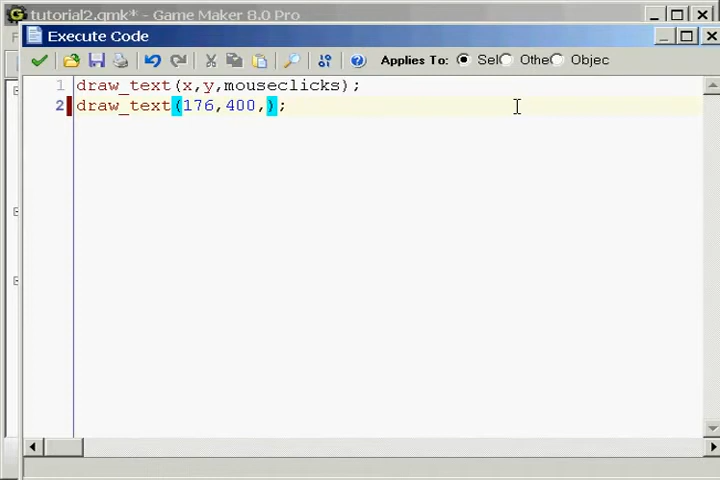 tutorial2.gmk* - Game Maker 8.0 Pro
Execute Code
Applies To: Sel Othe Objec
1 draw_text(x,y,mouseclicks);
2 draw_text(176,400,);